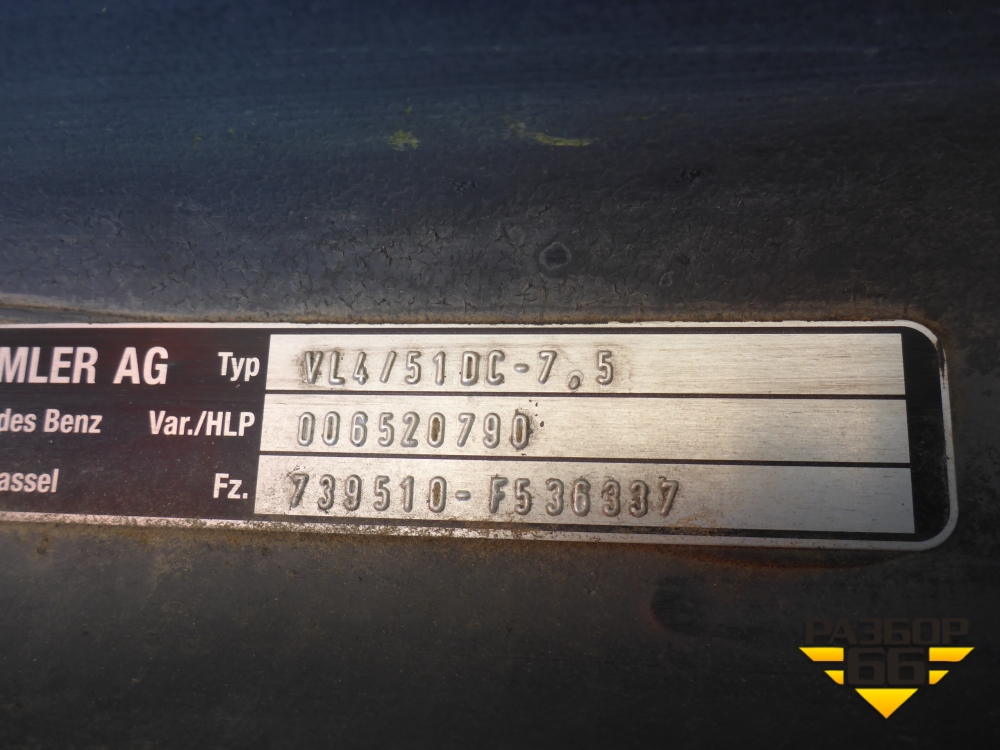 MLER AG Typ VL4/51DC-7,5
des Benz Var./HLP 006520790
assel Fz. 739510-F536337
РАЗБОР
66